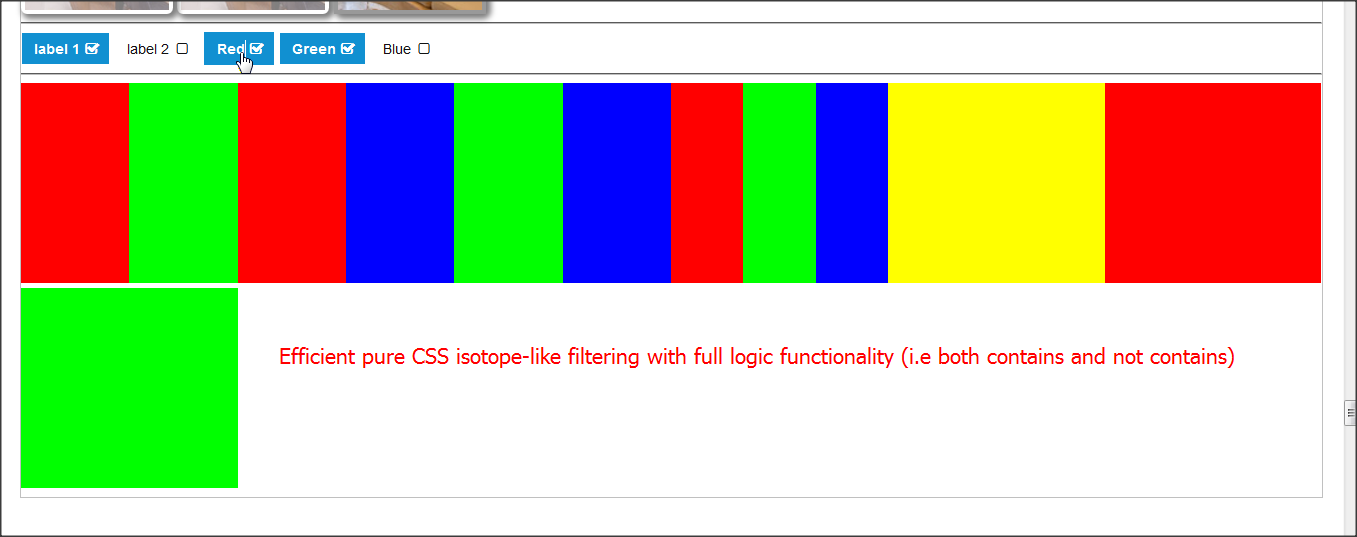 label 1 label 2 Red Green Blue
Efficient pure CSS isotope-like filtering with full logic functionality (i.e both contains and not contains)